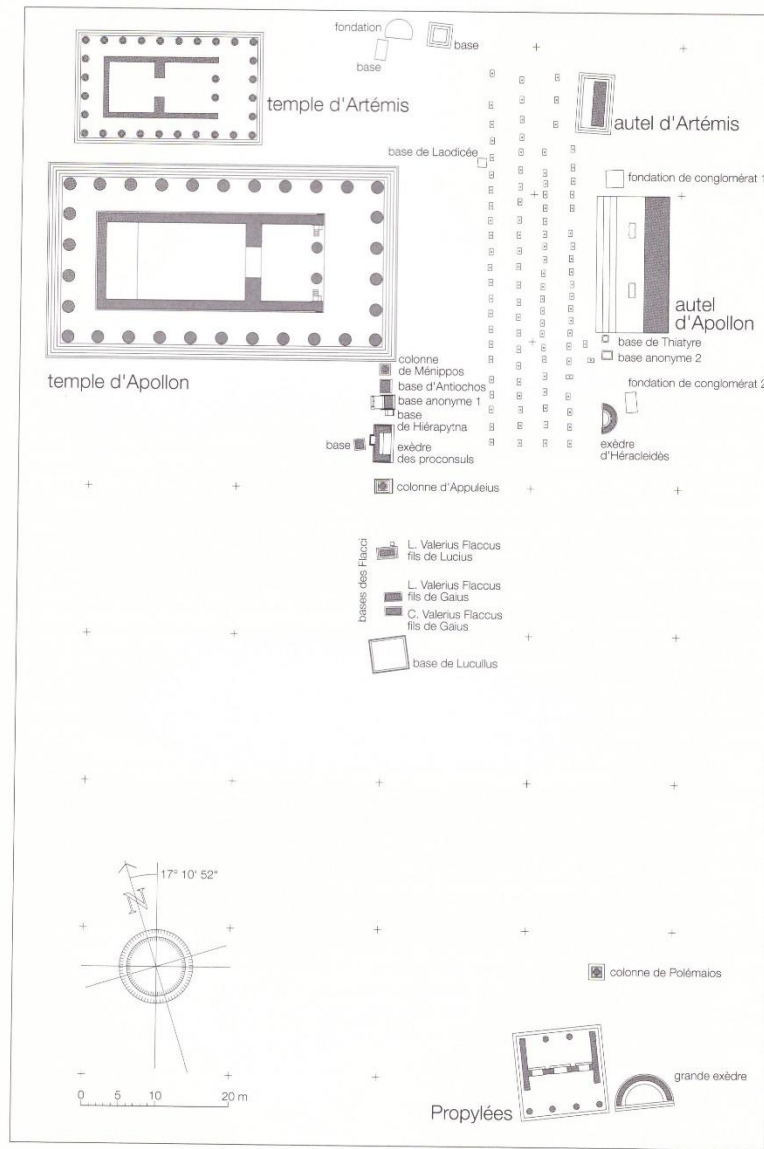 fondation
base
base
temple d'Artémis
autel d'Artémis
base de Laodicée
fondation de conglomérat 1
autel
d'Apollon
base de Thiatyre
base anonyme 2
temple d'Apollon
colonne
de Ménippos
base d'Antiochos
base anonyme 1
base
de Hiérapytna
fondation de conglomérat 2
base
exèdre
des proconsuls
exèdre
d'Héracleidès
colonne d'Appuleius
bases des Flacci
L. Valerius Flaccus
fils de Lucius
L. Valerius Flaccus
fils de Gaius
C. Valerius Flaccus
fils de Gaius
base de Lucullus
17° 10' 52"
N
colonne de Polémaios
0 5 10 20 m
grande exèdre
Propylées